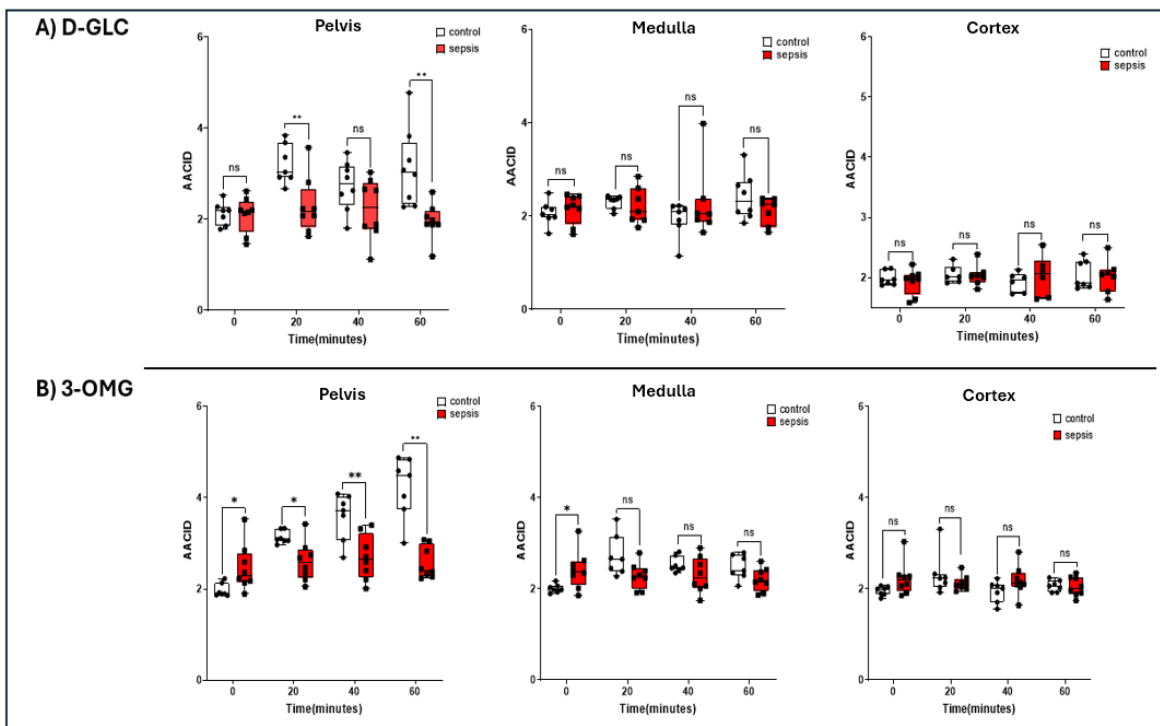 A) D-GLC
Pelvis
control
sepsis
AACID
6
4
2
0
ns
**
ns
**
0 20 40 60
Time(minutes)
Medulla
control
sepsis
AACID
6
4
2
0
ns
ns
ns
ns
0 20 40 60
Time(minutes)
Cortex
control
sepsis
6
5
4
3
2
ns
ns
ns
ns
0 20 40 60
Time(minutes)
B) 3-OMG
Pelvis
control
sepsis
AACID
6
4
2
0
*
*
**
**
0 20 40 60
Time(minutes)
Medulla
control
sepsis
AACID
6
4
2
0
*
ns
ns
ns
0 20 40 60
Time(minutes)
Cortex
control
sepsis
6
4
2
0
ns
ns
ns
ns
0 20 40 60
Time(minutes)